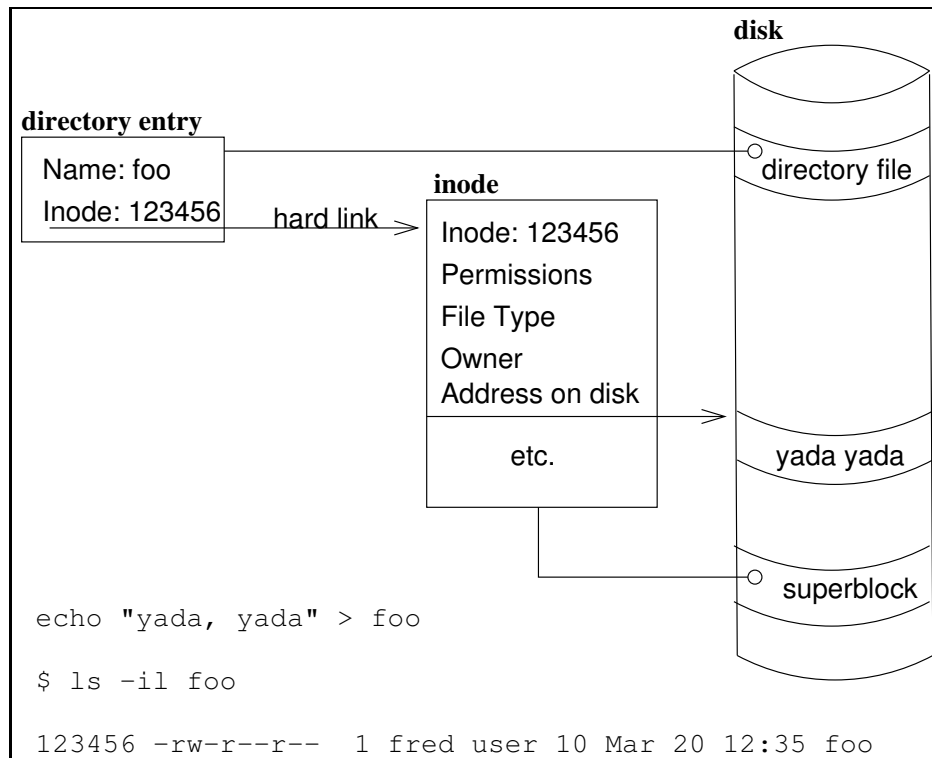 disk
directory entry
Name: foo
Inode: 123456
hard link
directory file
inode
Inode: 123456
Permissions
File Type
Owner
Address on disk
etc.
yada yada
superblock
echo "yada, yada" > foo
$ ls -il foo
123456 -rw-r--r-- 1 fred user 10 Mar 20 12:35 foo